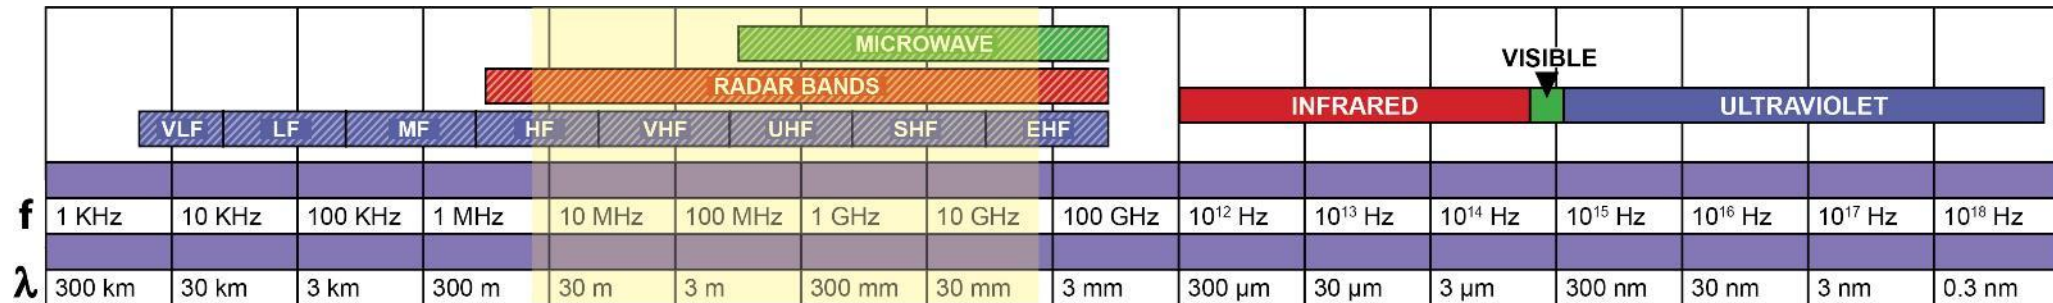 MICROWAVE
VISIBLE
RADAR BANDS
INFRARED ULTRAVIOLET
VLF LF MF HF VHF UHF SHF EHF
f 1 KHz 10 KHz 100 KHz 1 MHz 10 MHz 100 MHz 1 GHz 10 GHz 100 GHz 10¹² Hz 10¹³ Hz 10¹⁴ Hz 10¹⁵ Hz 10¹⁶ Hz 10¹⁷ Hz 10¹⁸ Hz
λ 300 km 30 km 3 km 300 m 30 m 3 m 300 mm 30 mm 3 mm 300 µm 30 µm 3 µm 300 nm 30 nm 3 nm 0.3 nm